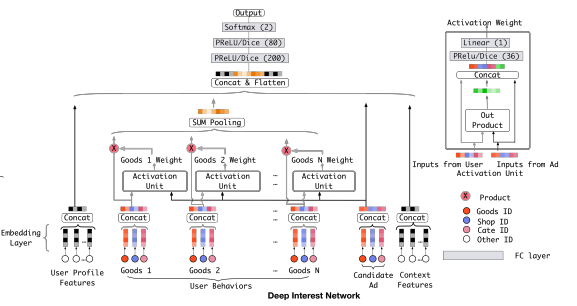 Output
Softmax (2)
PReLU/Dice (80)
PReLU/Dice (200)
Concat & Flatten
SUM Pooling
X
X
X
Goods 1 Weight
Goods 2 Weight
Goods N Weight
Activation
Unit
Activation
Unit
...
Activation
Unit
Concat
Concat
Concat
...
Concat
Concat
Concat
Embedding
Layer
...
...
...
User Profile
Features
Goods 1
Goods 2
...
Goods N
User Behaviors
Candidate
Ad
Context
Features
Deep Interest Network
Activation Weight
Linear (1)
PRelu/Dice (36)
Concat
Out
Product
Inputs from User
Inputs from Ad
Activation Unit
X
Product
Goods ID
Shop ID
Cate ID
Other ID
FC layer